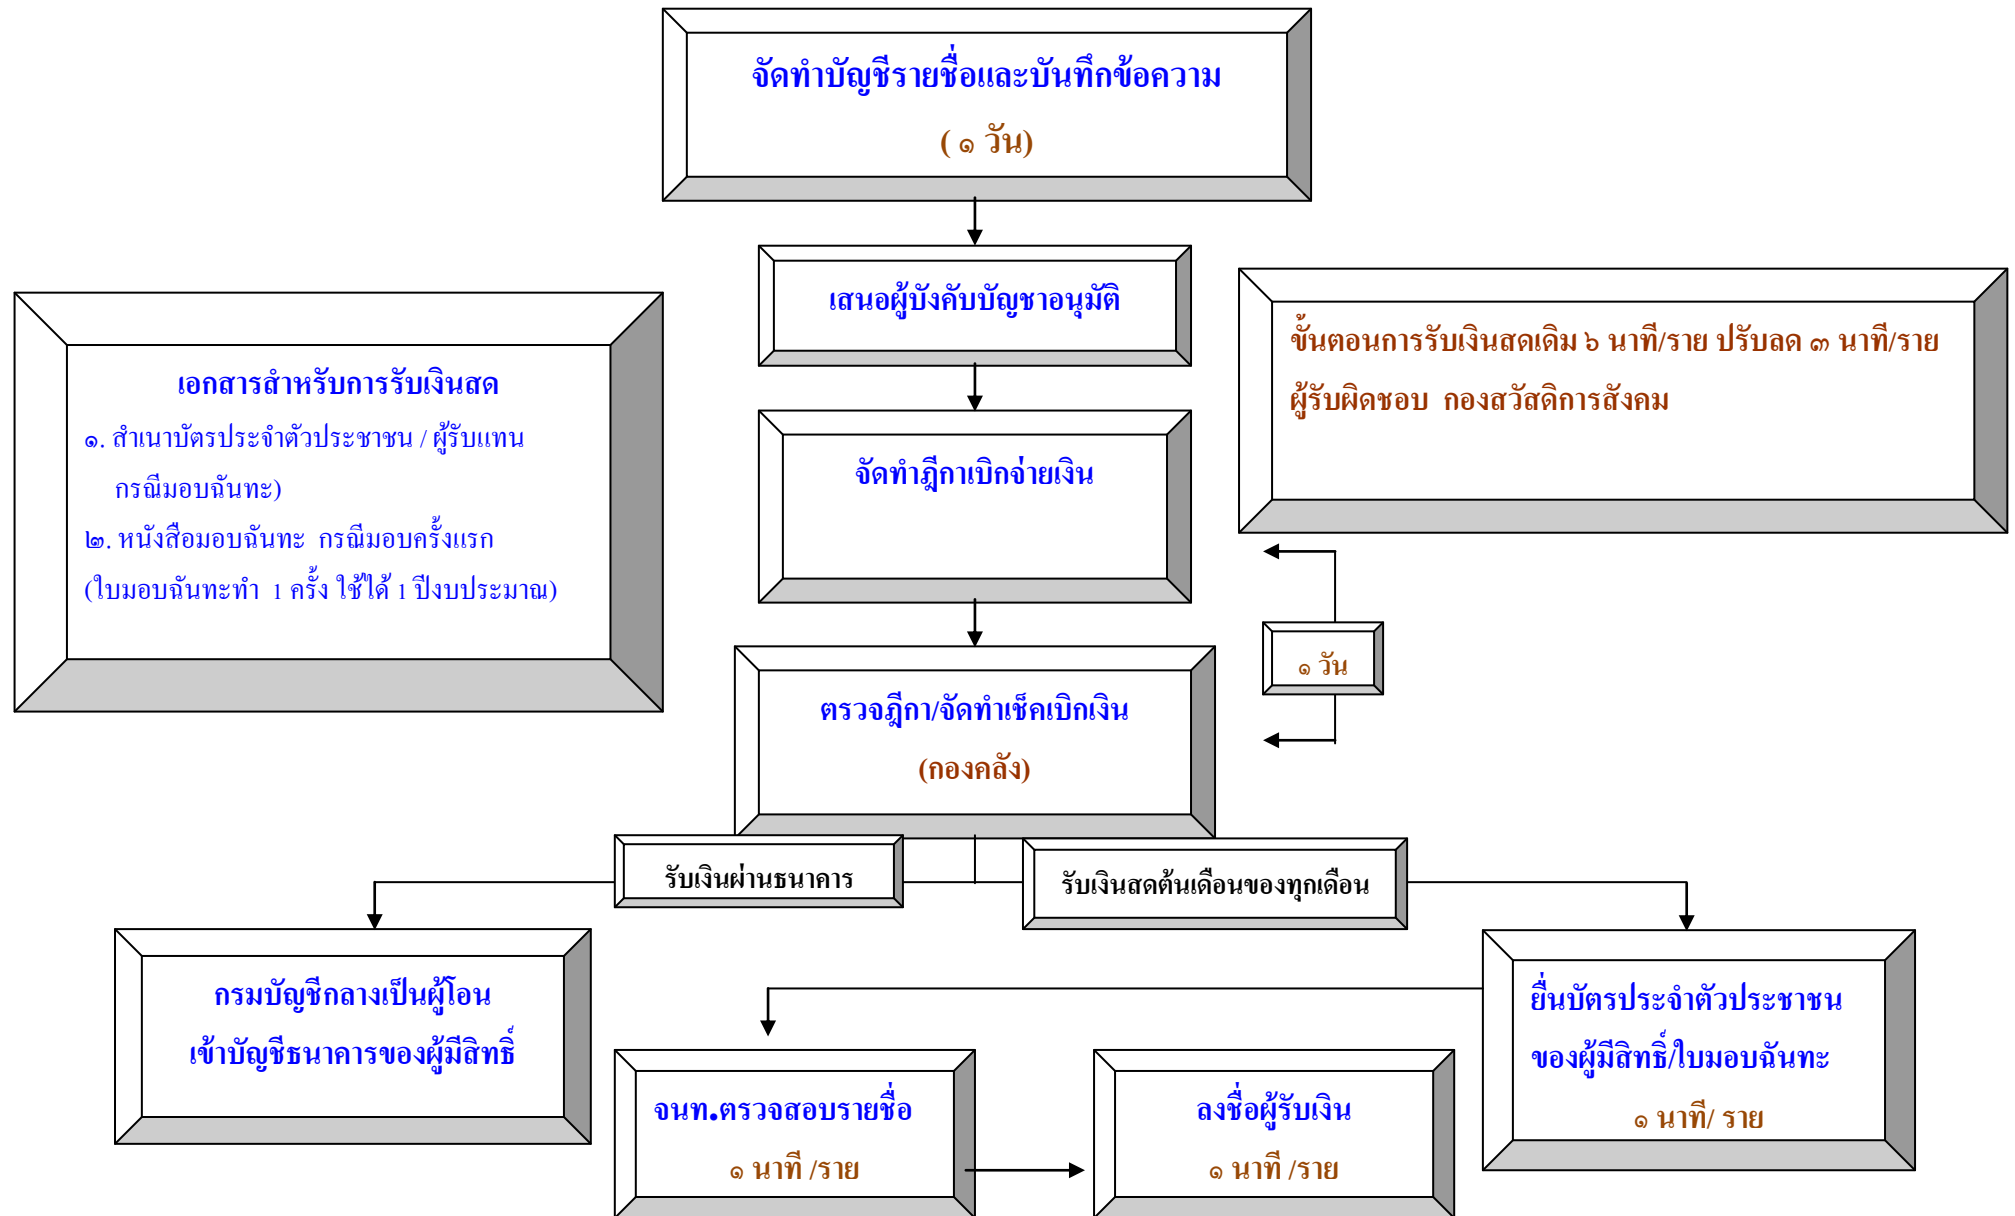 จัดทำบัญชีรายชื่อและบันทึกข้อความ
( ๑ วัน)
เสนอผู้บังคับบัญชาอนุมัติ
ขั้นตอนการรับเงินสดเดิม ๖ นาที/ราย ปรับลด ๓ นาที/ราย
ผู้รับผิดชอบ กองสวัสดิการสังคม
เอกสารสำหรับการรับเงินสด
๑. สำเนาบัตรประจำตัวประชาชน / ผู้รับแทน
กรณีมอบฉันทะ)
๒. หนังสือมอบฉันทะ กรณีมอบครั้งแรก
(ใบมอบฉันทะทำ 1 ครั้ง ใช้ได้ 1 ปีงบประมาณ)
จัดทำฎีกาเบิกจ่ายเงิน
๑ วัน
ตรวจฎีกา/จัดทำเช็คเบิกเงิน
(กองคลัง)
รับเงินผ่านธนาคาร
รับเงินสดต้นเดือนของทุกเดือน
กรมบัญชีกลางเป็นผู้โอน
เข้าบัญชีธนาคารของผู้มีสิทธิ์
ยื่นบัตรประจำตัวประชาชน
ของผู้มีสิทธิ์/ใบมอบฉันทะ
๑ นาที/ ราย
จนท.ตรวจสอบรายชื่อ
๑ นาที /ราย
ลงชื่อผู้รับเงิน
๑ นาที /ราย